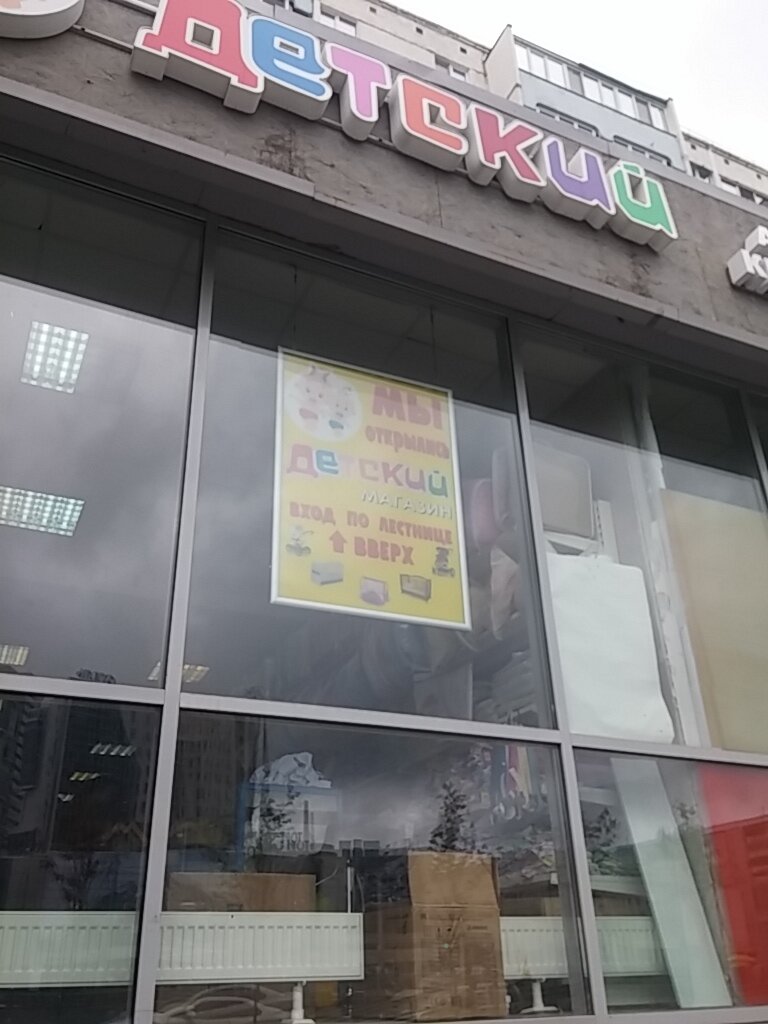 Детский
Мы
открылись
Детский
МАГАЗИН
ВХОД ПО ЛЕСТНИЦЕ
ВВЕРХ